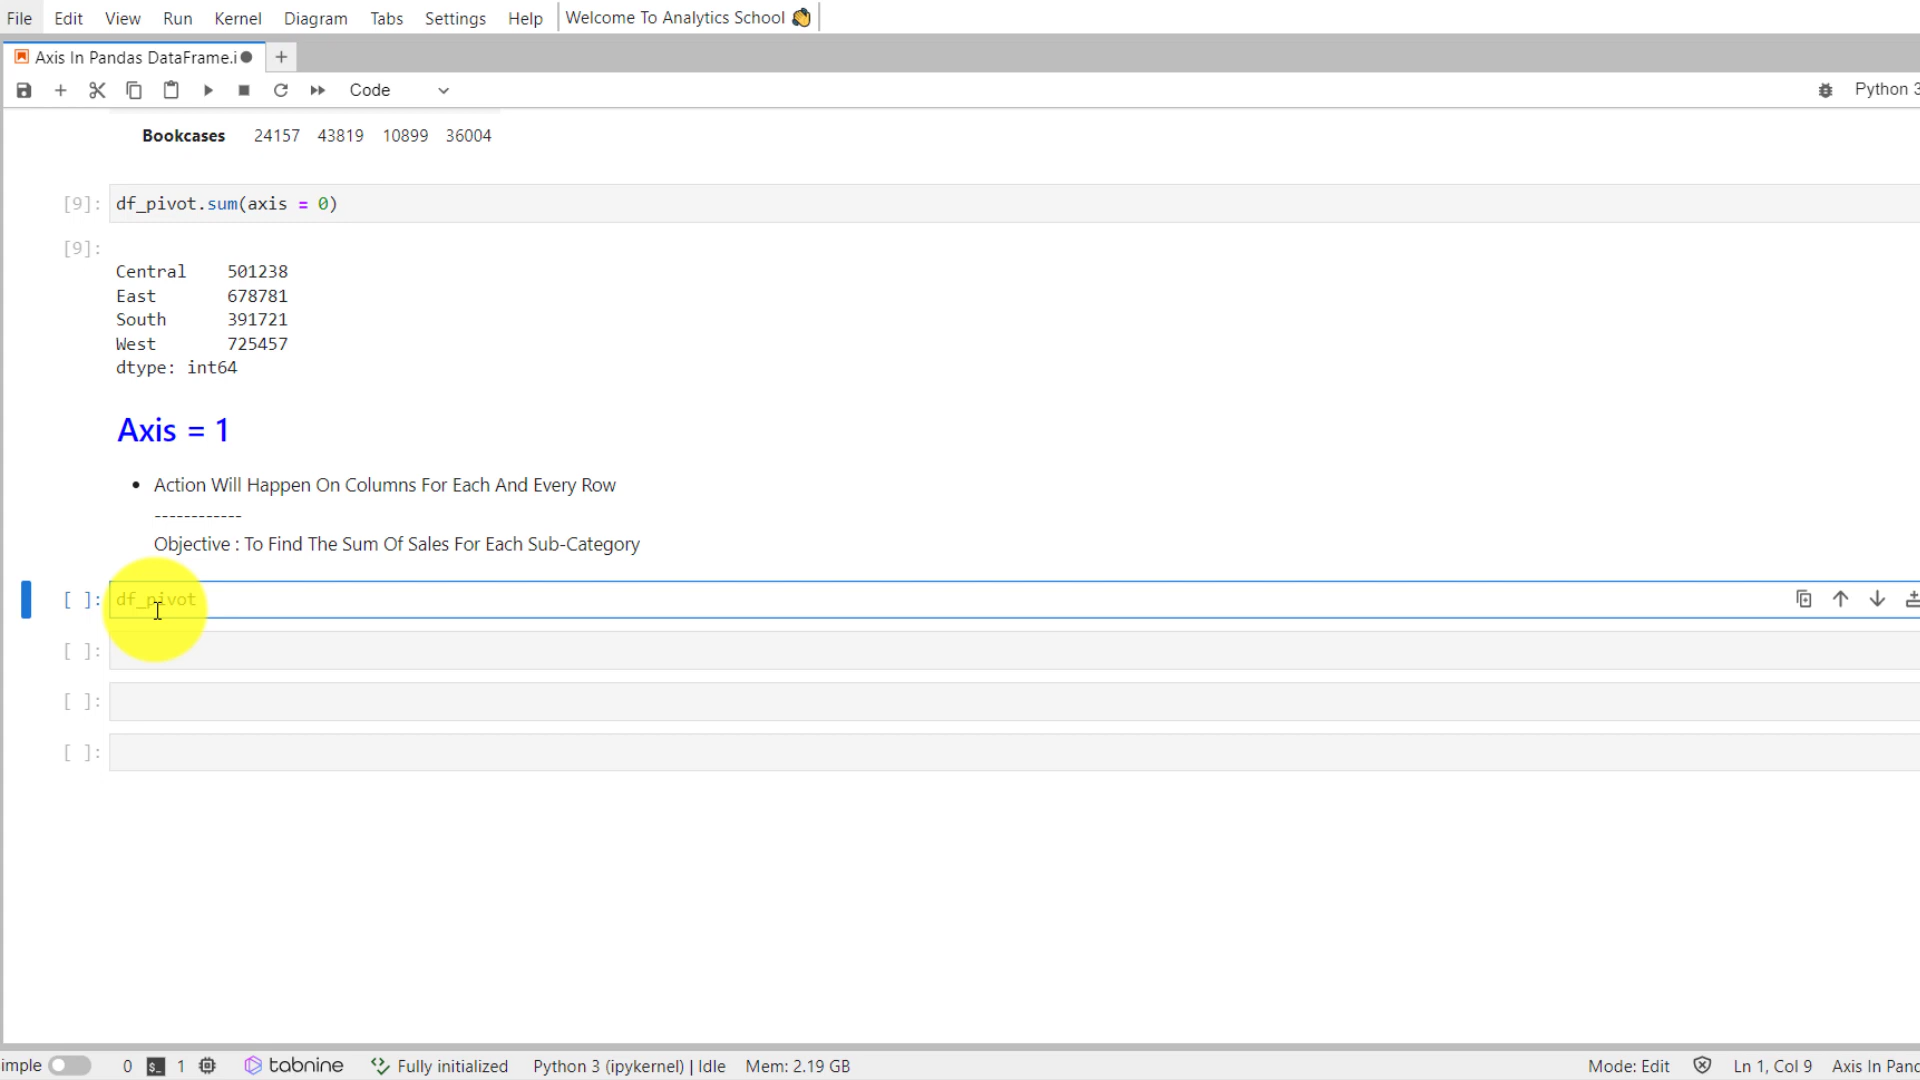 File Edit View Run Kernel Diagram Tabs Settings Help Welcome To Analytics School 👏
Axis In Pandas DataFrame.i
Code
Python 3
Bookcases 24157 43819 10899 36004
[9]: df_pivot.sum(axis = 0)
[9]:
Central 501238
East 678781
South 391721
West 725457
dtype: int64
Axis = 1
• Action Will Happen On Columns For Each And Every Row
------------
Objective : To Find The Sum Of Sales For Each Sub-Category
[ ]: df_pivot
[ ]:
[ ]:
[ ]:
imple 0 $_ 1 tabnine Fully initialized Python 3 (ipykernel) | Idle Mem: 2.19 GB Mode: Edit Ln 1, Col 9 Axis In Panc